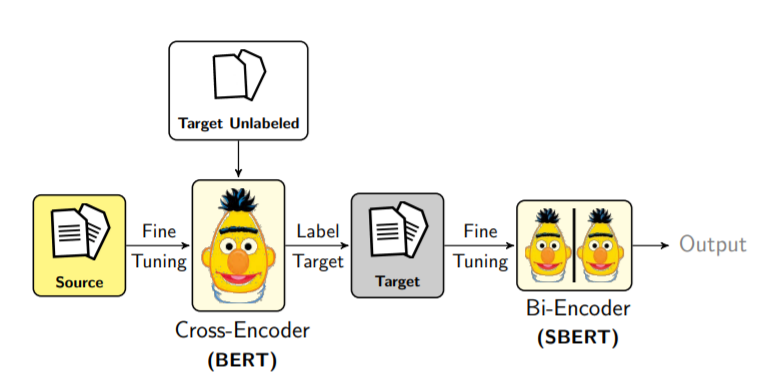 Target Unlabeled
Source
Fine
Tuning
Cross-Encoder
(BERT)
Label
Target
Target
Fine
Tuning
Bi-Encoder
(SBERT)
Output